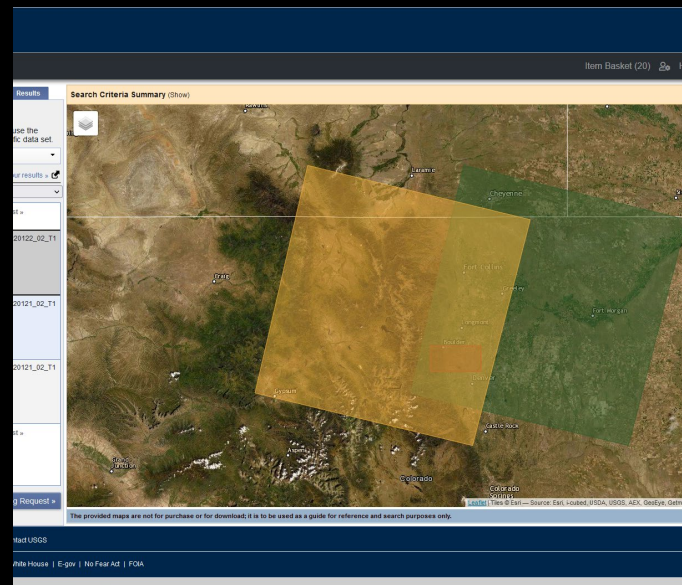 Item Basket (20)
Results
Search Criteria Summary (Show)
use the
fic data set.
ur results »
st »
20122_02_T1
20121_02_T1
20121_02_T1
st »
g Request »
Laramie
Cheyenne
Craig
Fort Collins
Greeley
Fort Morgan
Longmont
Boulder
Denver
Gypsum
Castle Rock
Aspen
Grand
Junction
Colorado
Colorado
Springs
Leaflet | Tiles © Esri — Source: Esri, i-cubed, USDA, USGS, AEX, GeoEye, Getm
The provided maps are not for purchase or for download; it is to be used as a guide for reference and search purposes only.
ntact USGS
White House | E-gov | No Fear Act | FOIA